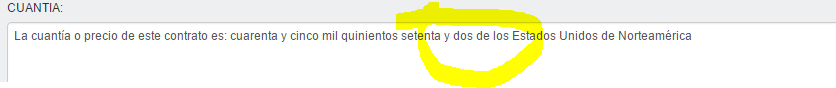 CUANTIA:
La cuantía o precio de este contrato es: cuarenta y cinco mil quinientos setenta y dos de los Estados Unidos de Norteamérica